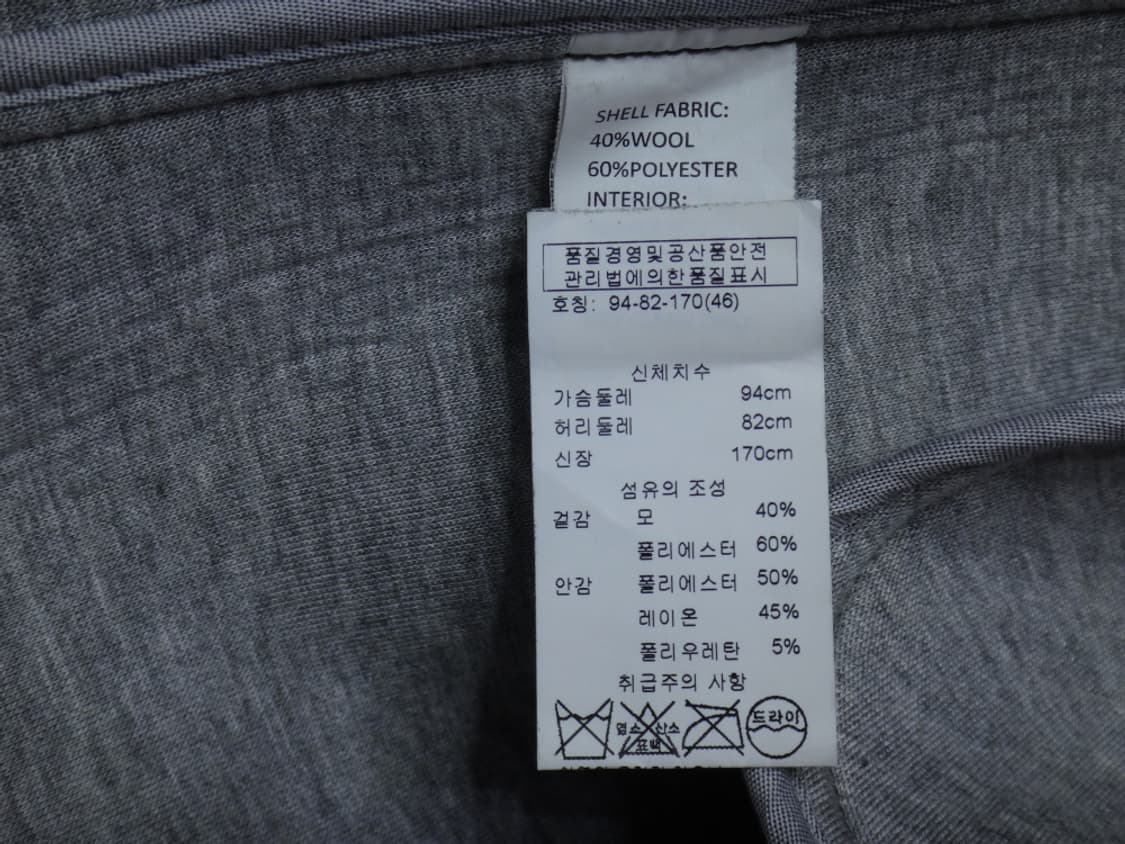 SHELL FABRIC:
40%WOOL
60%POLYESTER
INTERIOR:
품질경영및공산품안전
관리법에의한품질표시
호칭: 94-82-170(46)
신체치수
가슴둘레 94cm
허리둘레 82cm
신장 170cm
섬유의 조성
겉감 모 40%
폴리에스터 60%
안감 폴리에스터 50%
레이온 45%
폴리우레탄 5%
취급주의 사항
염소 산소 드라이
표백